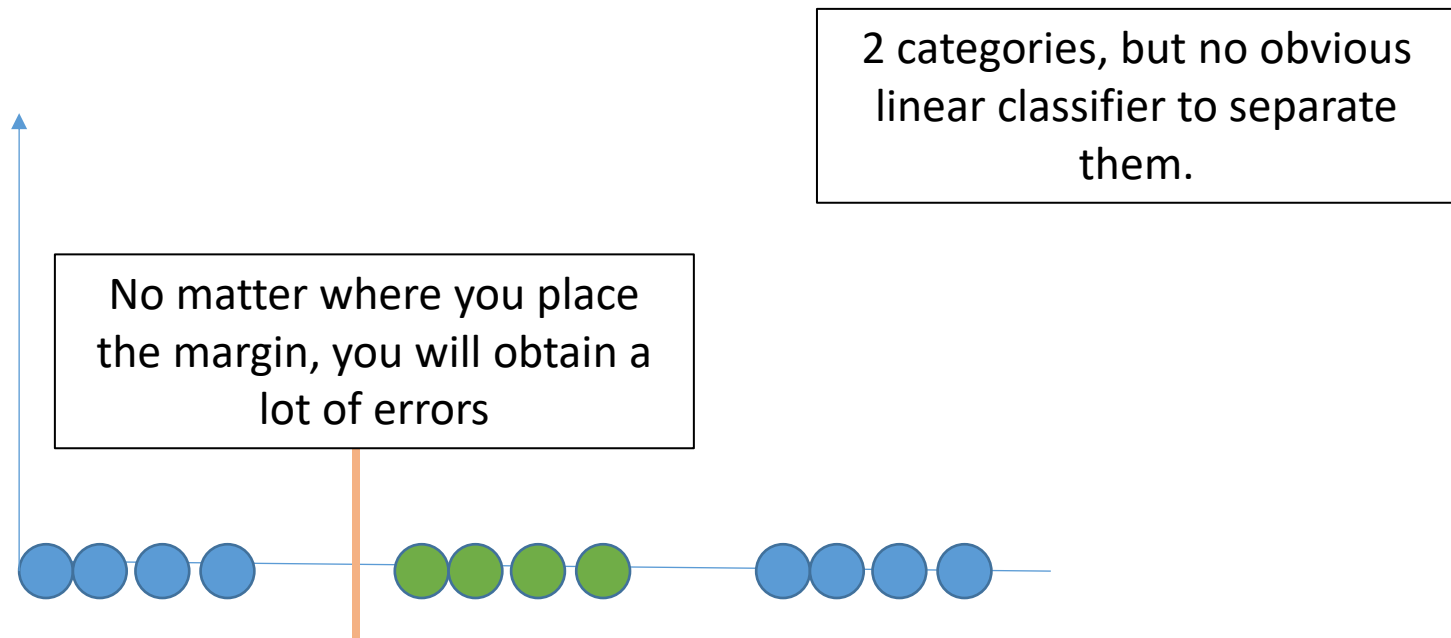 2 categories, but no obvious
linear classifier to separate
them.
No matter where you place
the margin, you will obtain a
lot of errors